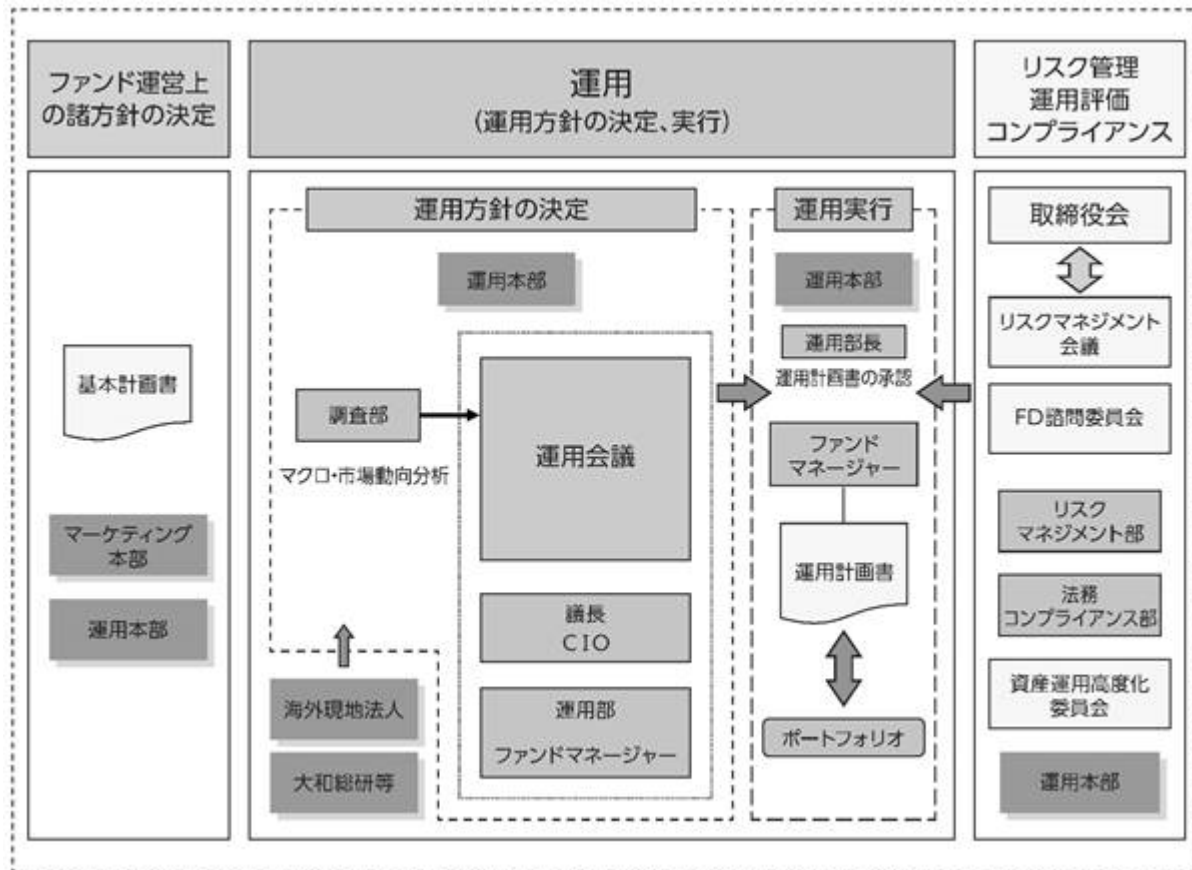 ファンド運営上
の諸方針の決定
基本計画書
マーケティング
本部
運用本部
運用
(運用方針の決定、実行)
運用方針の決定
運用本部
調査部
マクロ・市場動向分析
運用会議
議長
CIO
運用部
ファンドマネージャー
海外現地法人
大和総研等
運用実行
運用本部
運用部長
運用計画書の承認
ファンド
マネージャー
運用計画書
ポートフォリオ
リスク管理
運用評価
コンプライアンス
取締役会
リスクマネジメント
会議
FD諮問委員会
リスク
マネジメント部
法務
コンプライアンス部
資産運用高度化
委員会
運用本部